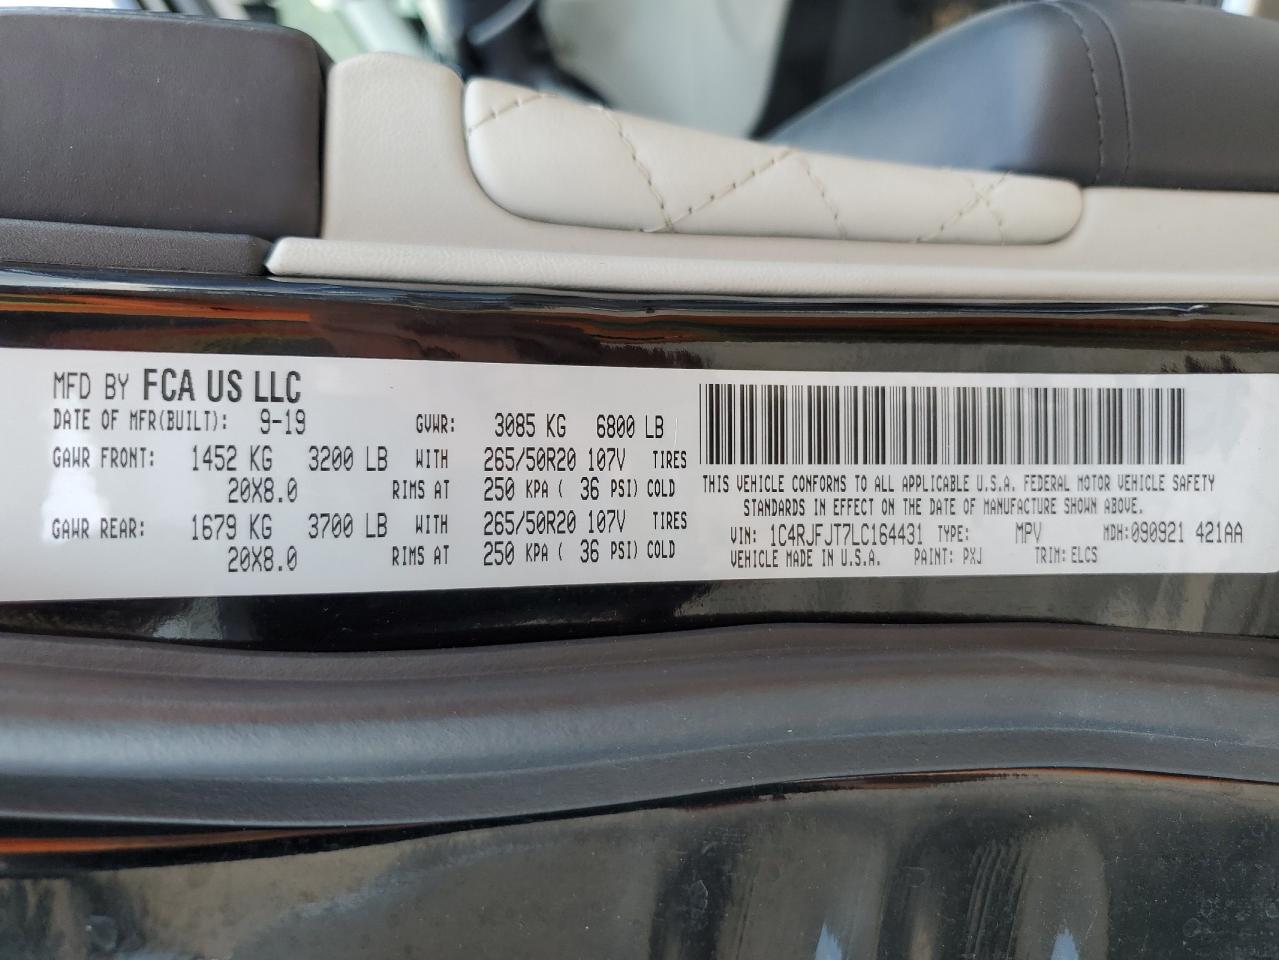 MFD BY FCA US LLC
DATE OF MFR(BUILT): 9-19 GVWR: 3085 KG 6800 LB
GAWR FRONT: 1452 KG 3200 LB WITH 265/50R20 107V TIRES
20X8.0 RIMS AT 250 KPA ( 36 PSI) COLD
GAWR REAR: 1679 KG 3700 LB WITH 265/50R20 107V TIRES
20X8.0 RIMS AT 250 KPA ( 36 PSI) COLD
THIS VEHICLE CONFORMS TO ALL APPLICABLE U.S.A. FEDERAL MOTOR VEHICLE SAFETY
STANDARDS IN EFFECT ON THE DATE OF MANUFACTURE SHOWN ABOVE.
VIN: 1C4RJFJT7LC164431 TYPE: MPV MDH:090921 421AA
VEHICLE MADE IN U.S.A. PAINT: PXJ TRIM: ELCS